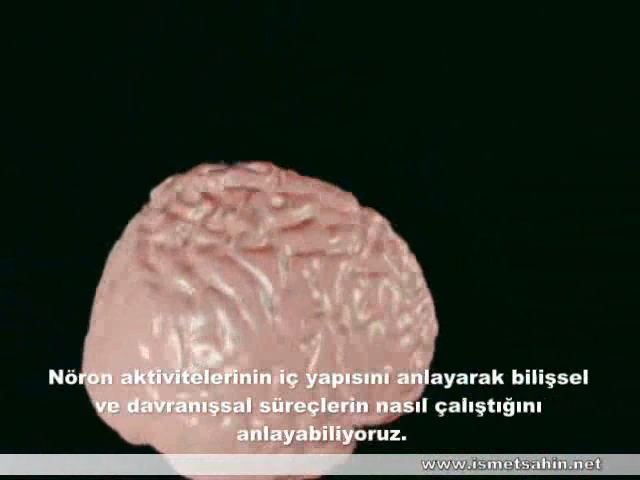 Nöron aktivitelerinin iç yapısını anlayarak bilişsel
ve davranışsal süreçlerin nasıl çalıştığını
anlayabiliyoruz.
www.ismetsahin.net